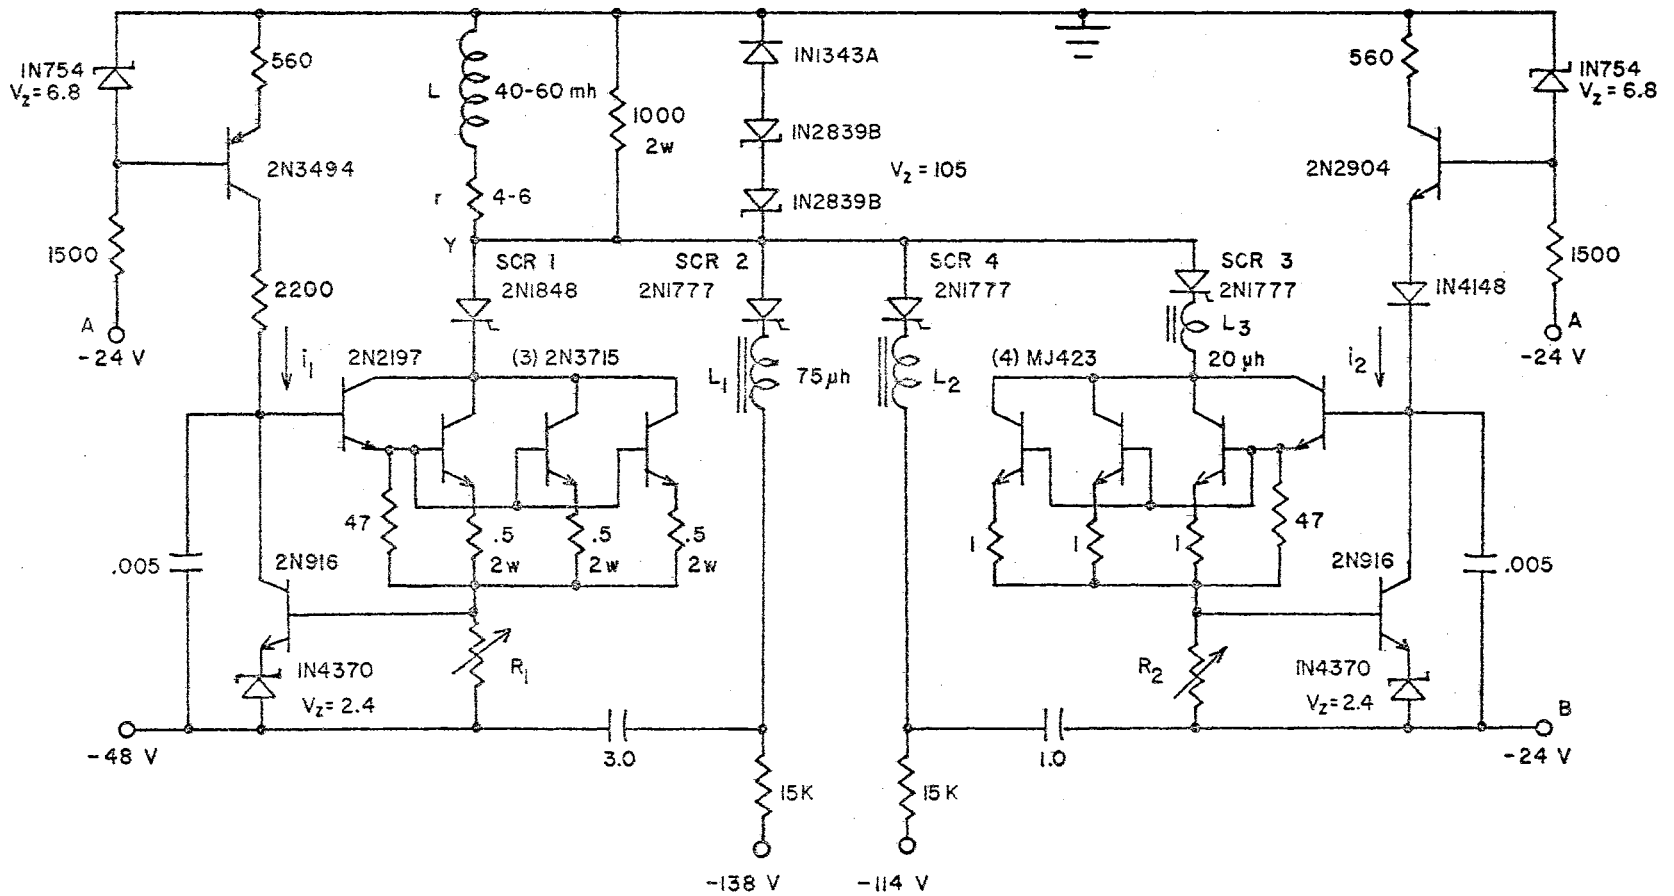 IN754
V_Z = 6.8
560
2N3494
1500
A
-24 V
2200
i_1
L
40-60 mh
r
4-6
Y
1000
2w
IN1343A
IN2839B
V_Z = 105
IN2839B
560
IN754
V_Z = 6.8
2N2904
1500
IN4148
A
-24 V
i_2
SCR 1
2N1848
SCR 2
2N1777
SCR 4
2N1777
SCR 3
2N1777
L_3
20 μh
2N2197
(3) 2N3715
L_1
75 μh
L_2
(4) MJ423
47
.5
2w
.5
2w
.5
2w
1
1
1
47
.005
2N916
2N916
.005
IN4370
V_Z = 2.4
R_1
R_2
IN4370
V_Z = 2.4
-48 V
3.0
1.0
B
-24 V
15K
15K
-138 V
-114 V